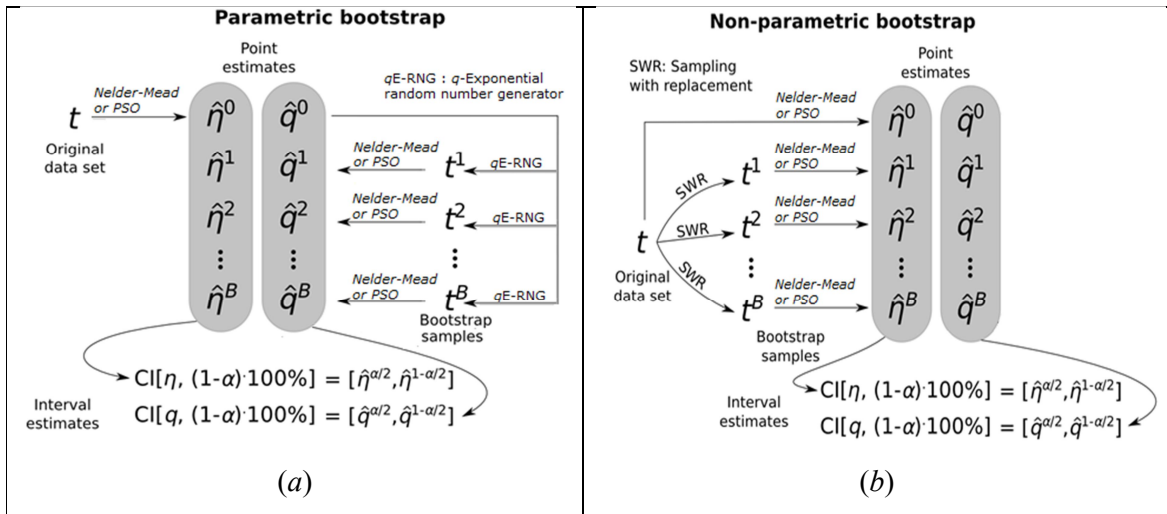 Parametric bootstrap
Point
estimates
qE-RNG : q-Exponential
random number generator
Nelder-Mead
or PSO
t
Original
data set
η̂⁰ q̂⁰
η̂¹ q̂¹
Nelder-Mead
or PSO
t¹
qE-RNG
η̂² q̂²
Nelder-Mead
or PSO
t²
qE-RNG
⋮ ⋮ ⋮
η̂ᴮ q̂ᴮ
Nelder-Mead
or PSO
tᴮ
qE-RNG
Bootstrap
samples
CI[η, (1-α)·100%] = [η̂^α/2,η̂^1-α/2]
Interval
estimates
CI[q, (1-α)·100%] = [q̂^α/2,q̂^1-α/2]
(a)
Non-parametric bootstrap
Point
estimates
SWR: Sampling
with replacement
Nelder-Mead
or PSO
η̂⁰ q̂⁰
SWR
t¹
Nelder-Mead
or PSO
η̂¹ q̂¹
t
Original
data set
SWR
t²
Nelder-Mead
or PSO
η̂² q̂²
⋮ ⋮ ⋮
SWR
tᴮ
Nelder-Mead
or PSO
η̂ᴮ q̂ᴮ
Bootstrap
samples
CI[η, (1-α)·100%] = [η̂^α/2,η̂^1-α/2]
Interval
estimates
CI[q, (1-α)·100%] = [q̂^α/2,q̂^1-α/2]
(b)